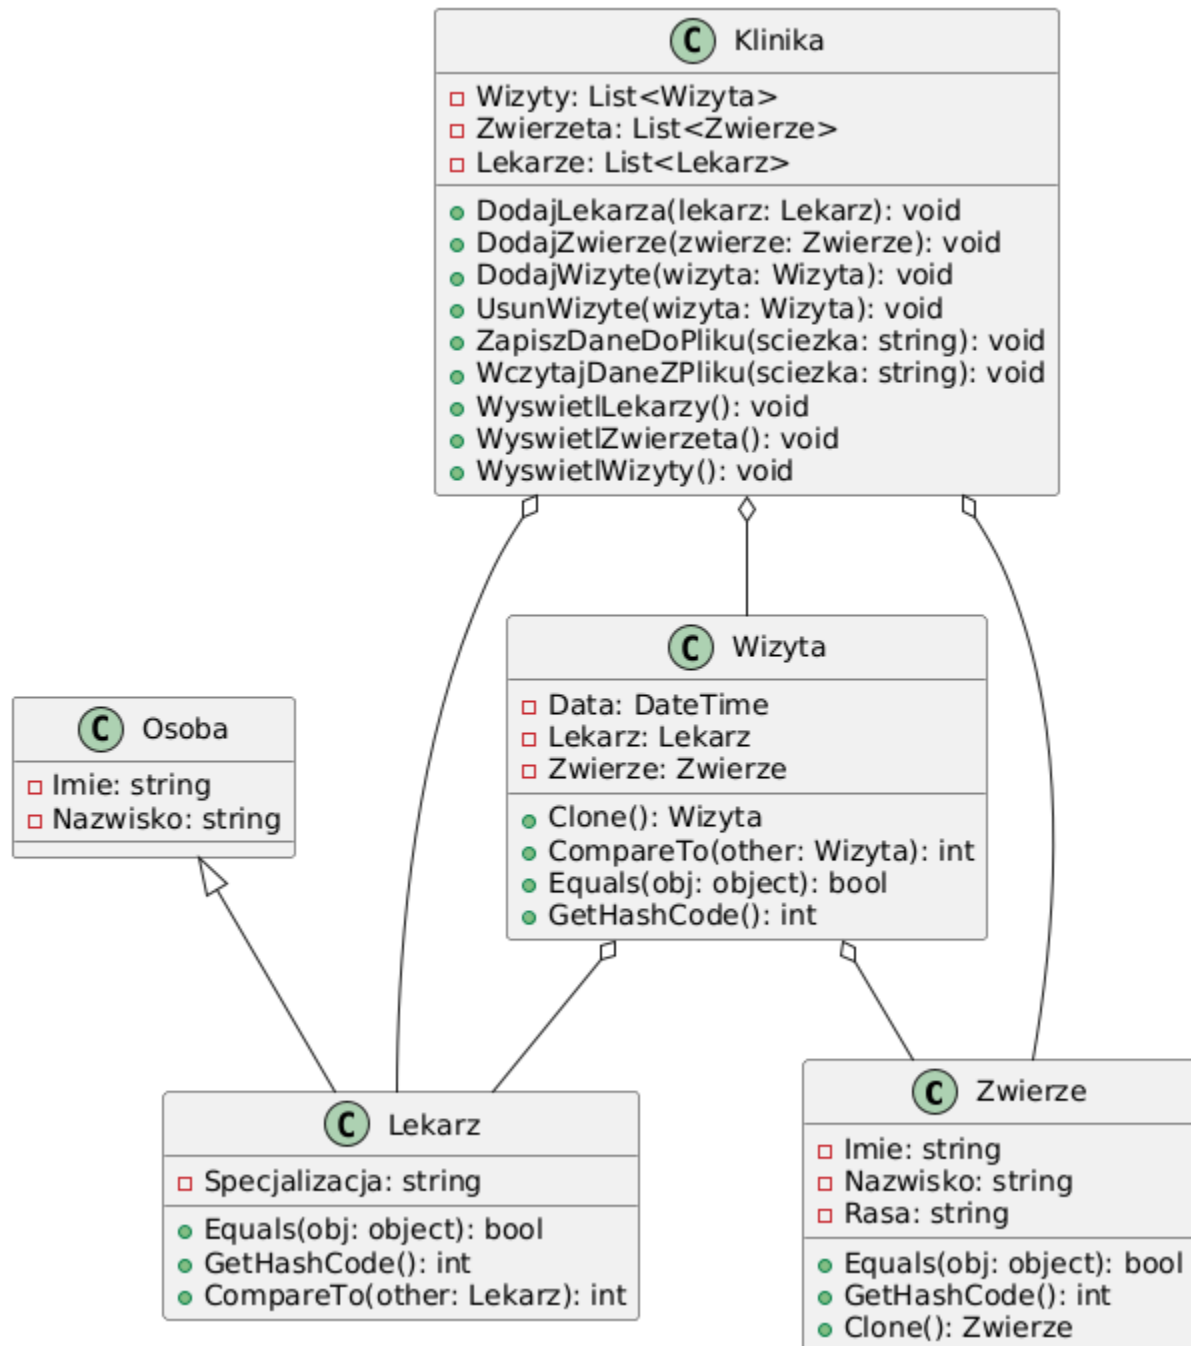 C Klinika
Wizyty: List<Wizyta>
Zwierzeta: List<Zwierze>
Lekarze: List<Lekarz>
DodajLekarza(lekarz: Lekarz): void
DodajZwierze(zwierze: Zwierze): void
DodajWizyte(wizyta: Wizyta): void
UsunWizyte(wizyta: Wizyta): void
ZapiszDaneDoPliku(sciezka: string): void
WczytajDaneZPliku(sciezka: string): void
WyswietlLekarzy(): void
WyswietlZwierzeta(): void
WyswietlWizyty(): void
C Wizyta
Data: DateTime
Lekarz: Lekarz
Zwierze: Zwierze
Clone(): Wizyta
CompareTo(other: Wizyta): int
Equals(obj: object): bool
GetHashCode(): int
C Osoba
Imie: string
Nazwisko: string
C Lekarz
Specjalizacja: string
Equals(obj: object): bool
GetHashCode(): int
CompareTo(other: Lekarz): int
C Zwierze
Imie: string
Nazwisko: string
Rasa: string
Equals(obj: object): bool
GetHashCode(): int
Clone(): Zwierze